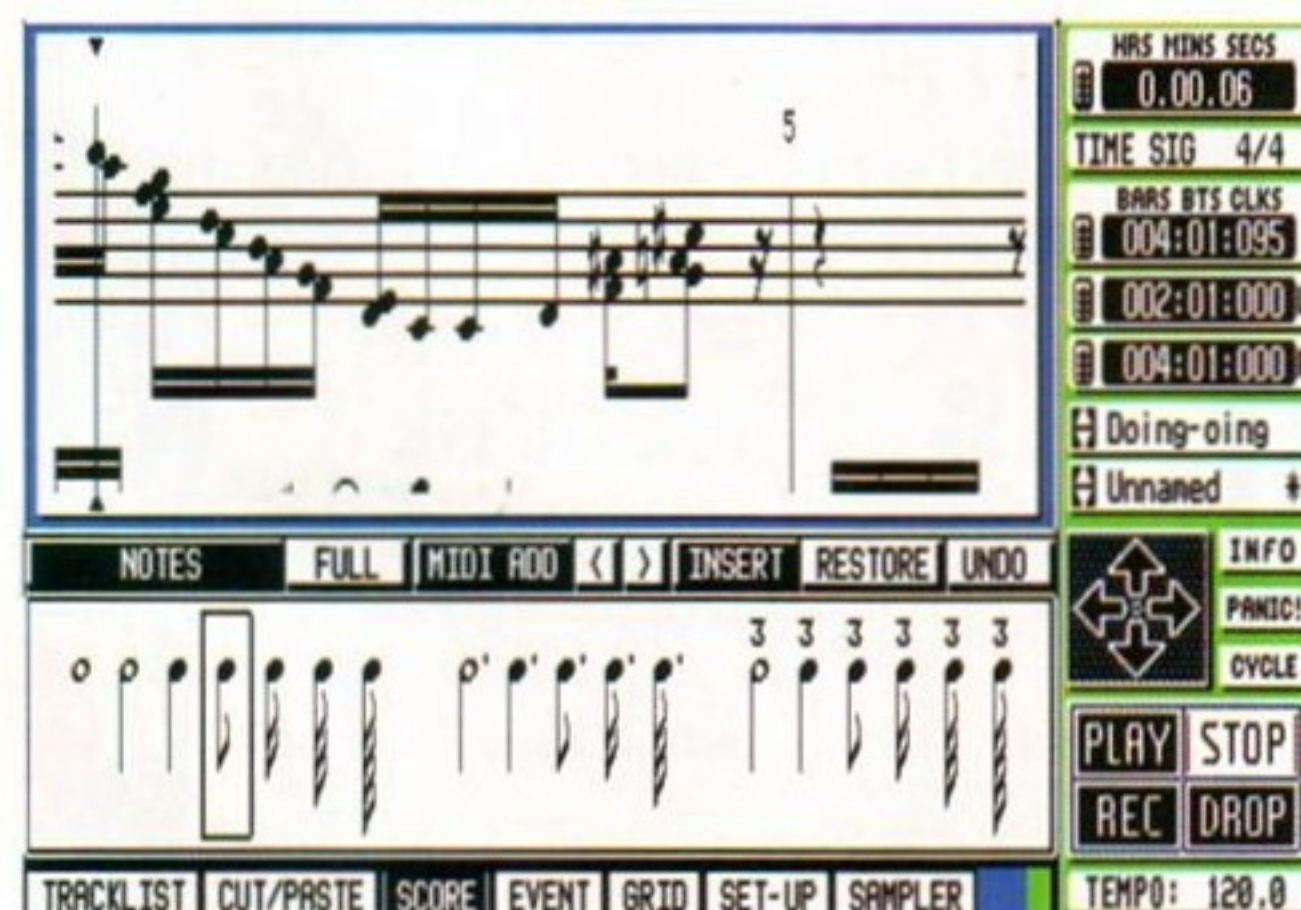 5
HRS MINS SECS
0.00.06
TIME SIG 4/4
BARS BTS CLKS
004:01:095
002:01:000
004:01:000
Doing-oing
Unnamed *
NOTES FULL MIDI ADD < > INSERT RESTORE UNDO
INFO
PANIC!
CYCLE
3 3 3 3 3 3
PLAY STOP
REC DROP
TRACKLIST CUT/PASTE SCORE EVENT GRID SET-UP SAMPLER
TEMPO: 120.0